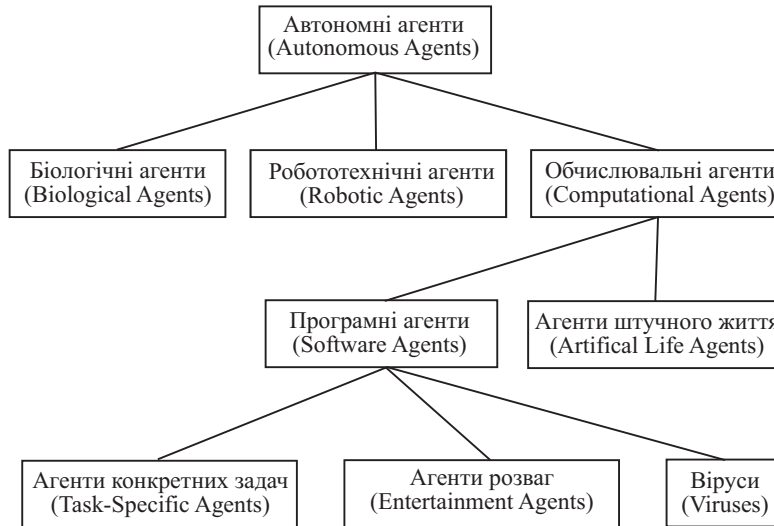 Автономні агенти
(Autonomous Agents)
Біологічні агенти
(Biological Agents)
Робототехнічні агенти
(Robotic Agents)
Обчислювальні агенти
(Computational Agents)
Програмні агенти
(Software Agents)
Агенти штучного життя
(Artifical Life Agents)
Агенти конкретних задач
(Task-Specific Agents)
Агенти розваг
(Entertainment Agents)
Віруси
(Viruses)